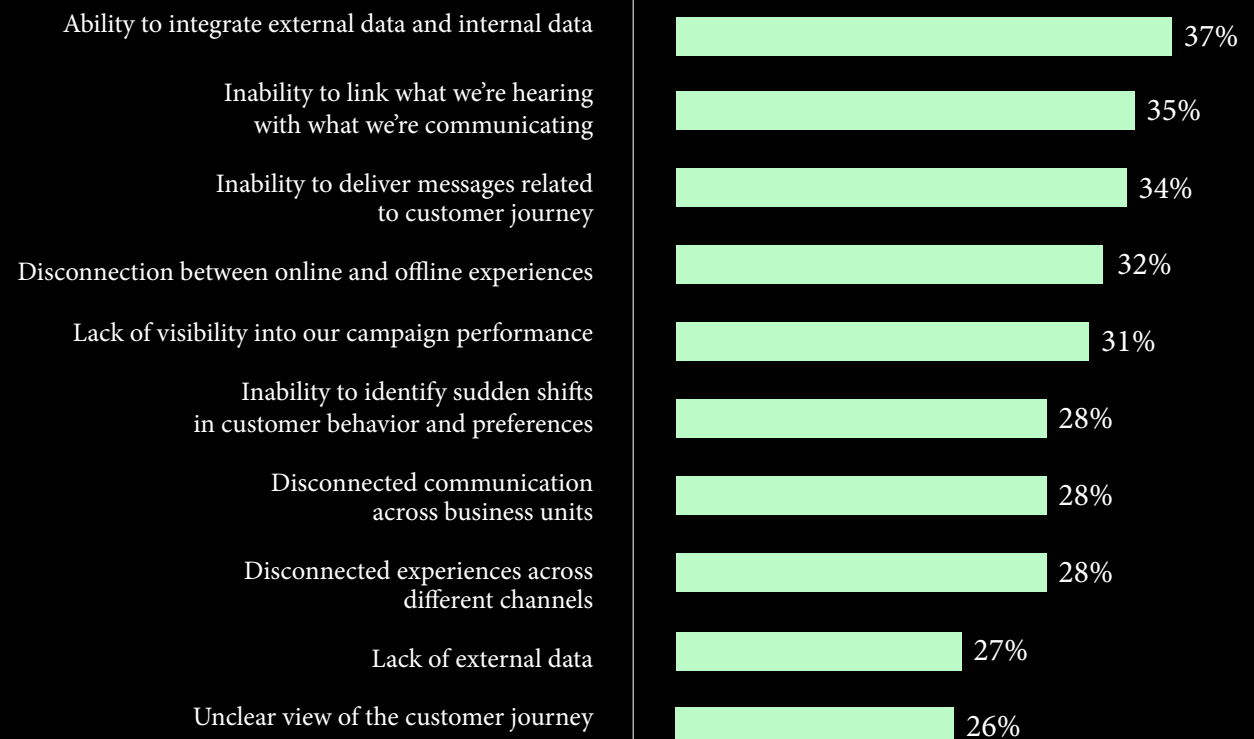 Ability to integrate external data and internal data
37%
Inability to link what we're hearing
with what we're communicating
35%
Inability to deliver messages related
to customer journey
34%
Disconnection between online and offline experiences
32%
Lack of visibility into our campaign performance
31%
Inability to identify sudden shifts
in customer behavior and preferences
28%
Disconnected communication
across business units
28%
Disconnected experiences across
different channels
28%
Lack of external data
27%
Unclear view of the customer journey
26%